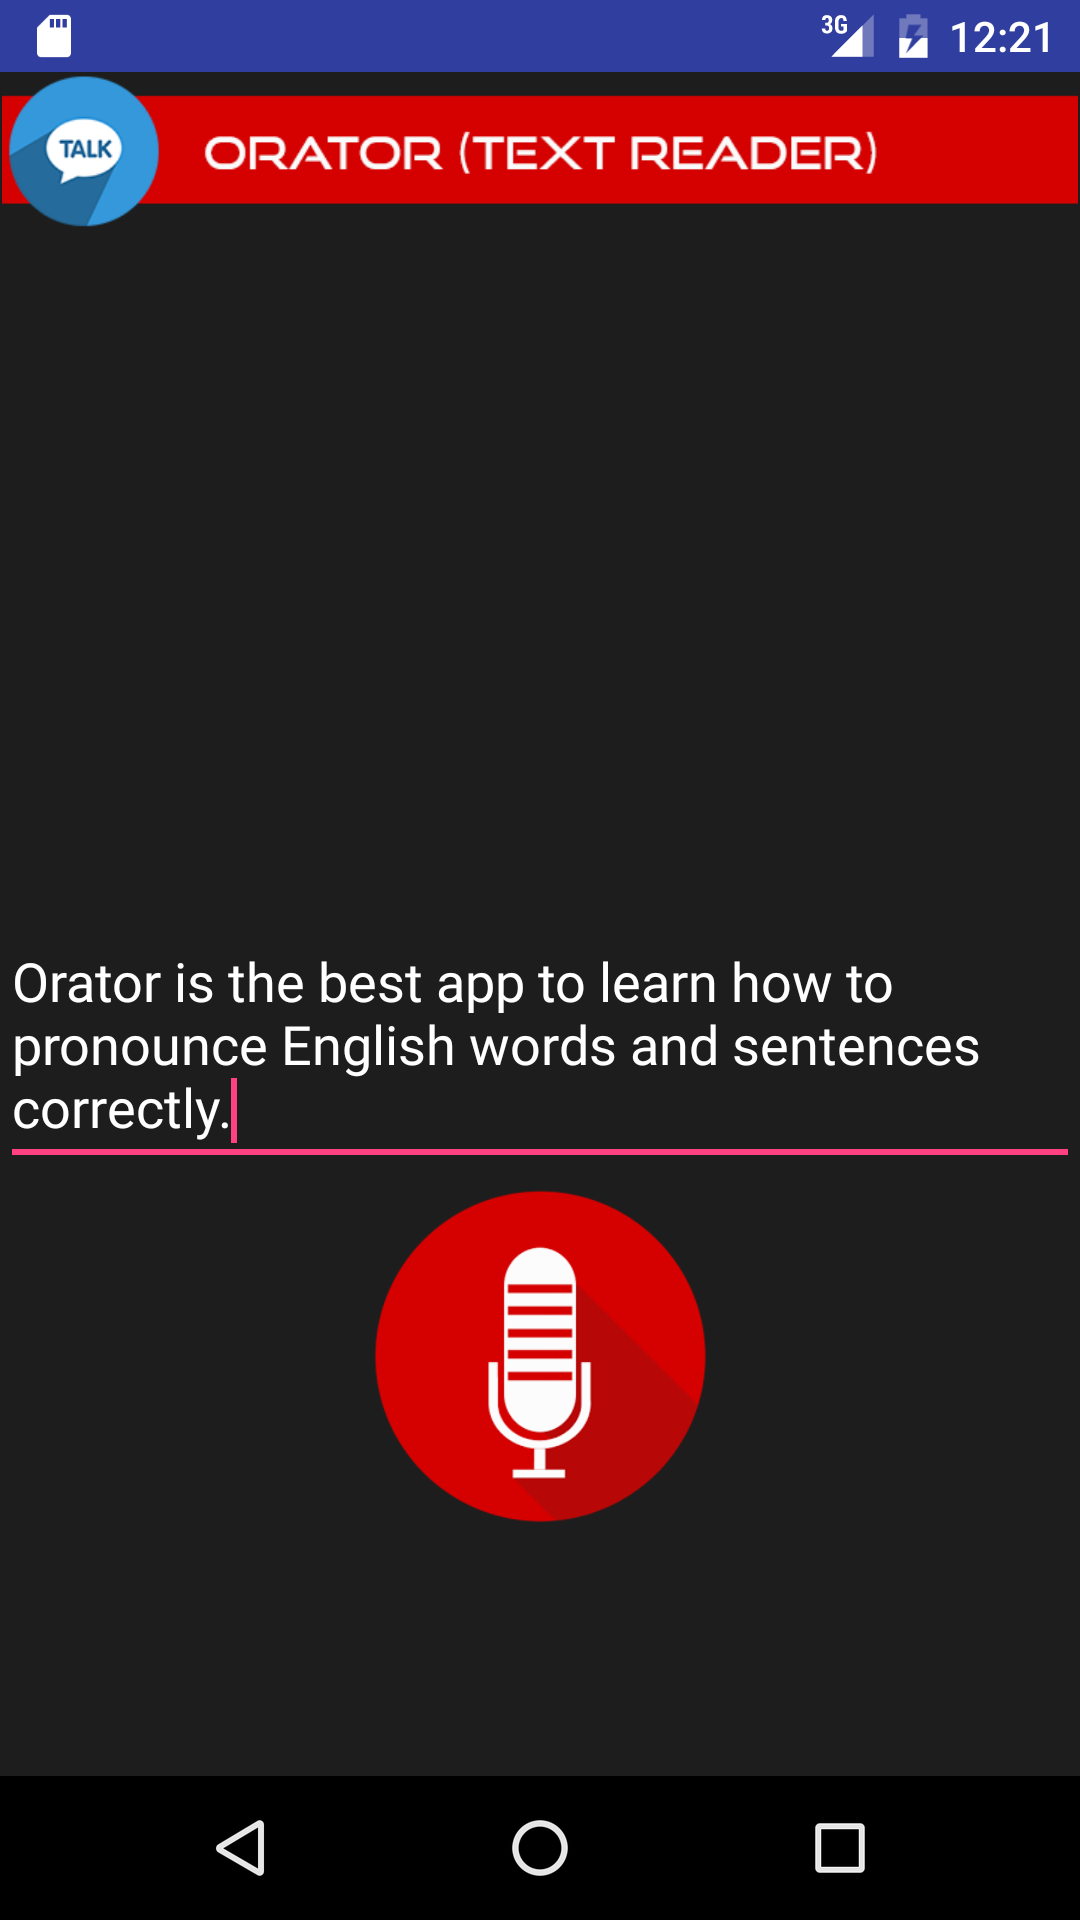 3G 12:21
TALK
ORATOR (TEXT READER)
Orator is the best app to learn how to
pronounce English words and sentences
correctly.